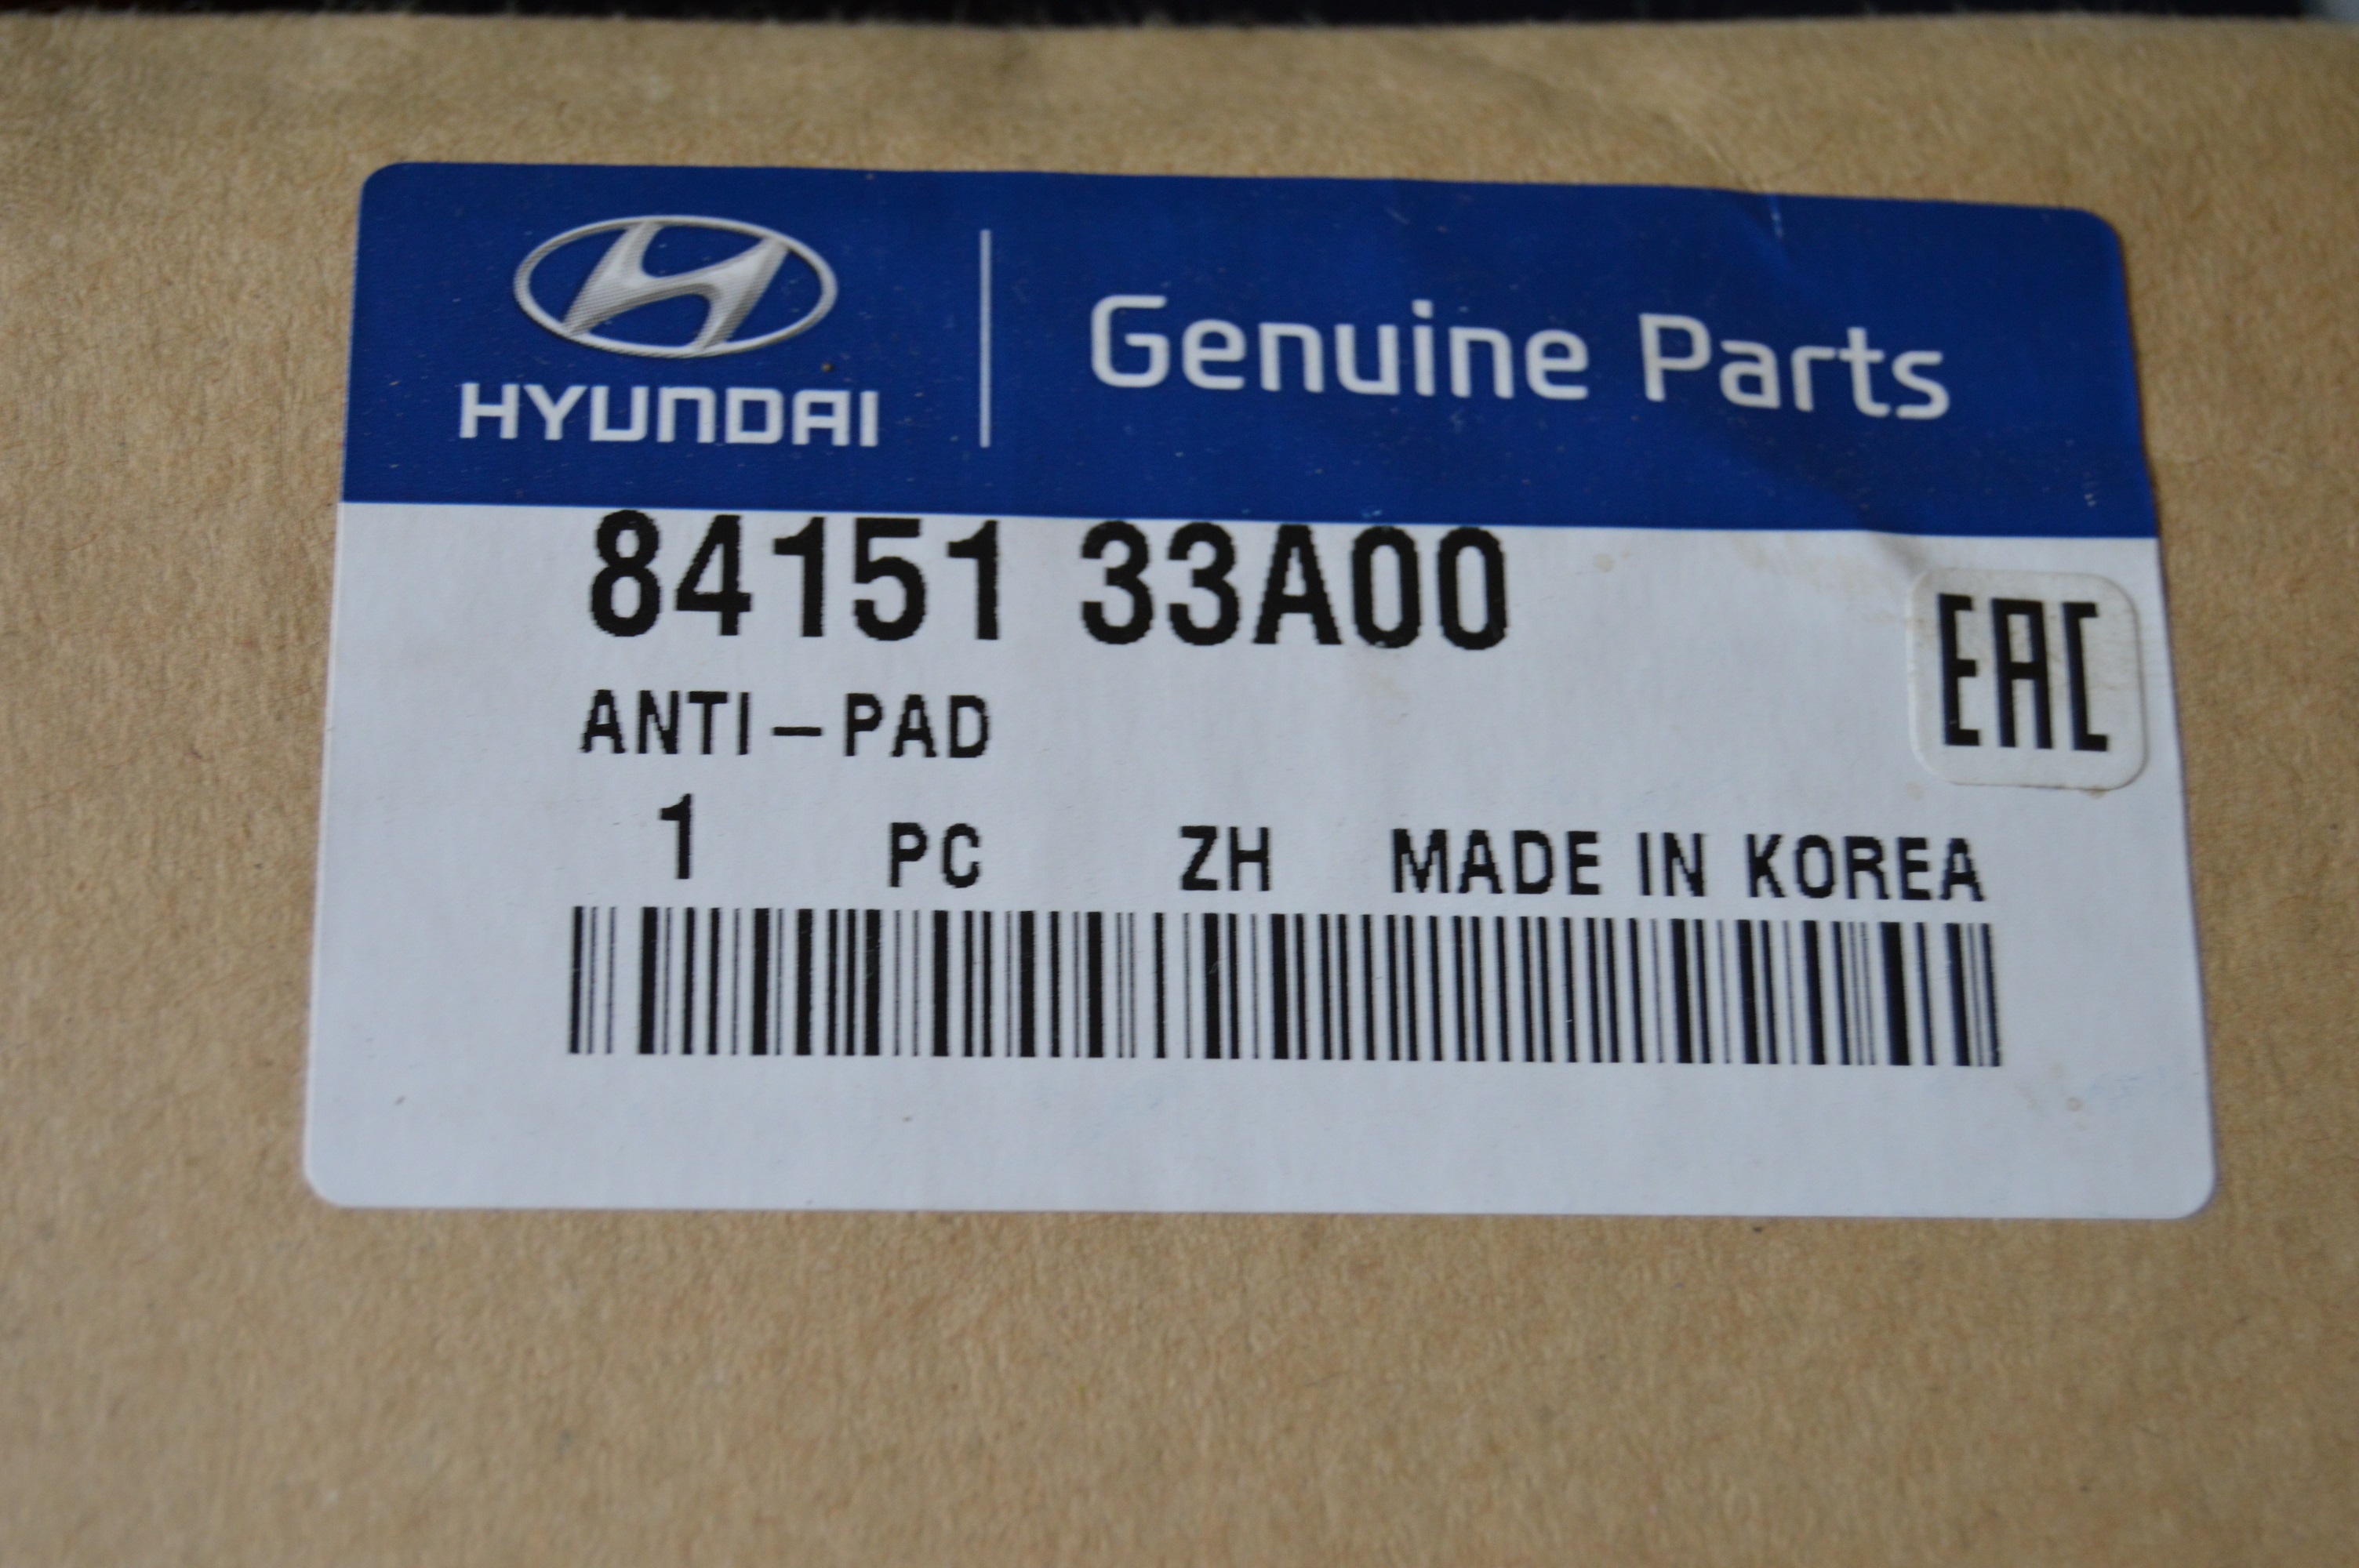 HYUNDAI
Genuine Parts
84151 33A00
EAC
ANTI-PAD
1 PC ZH MADE IN KOREA